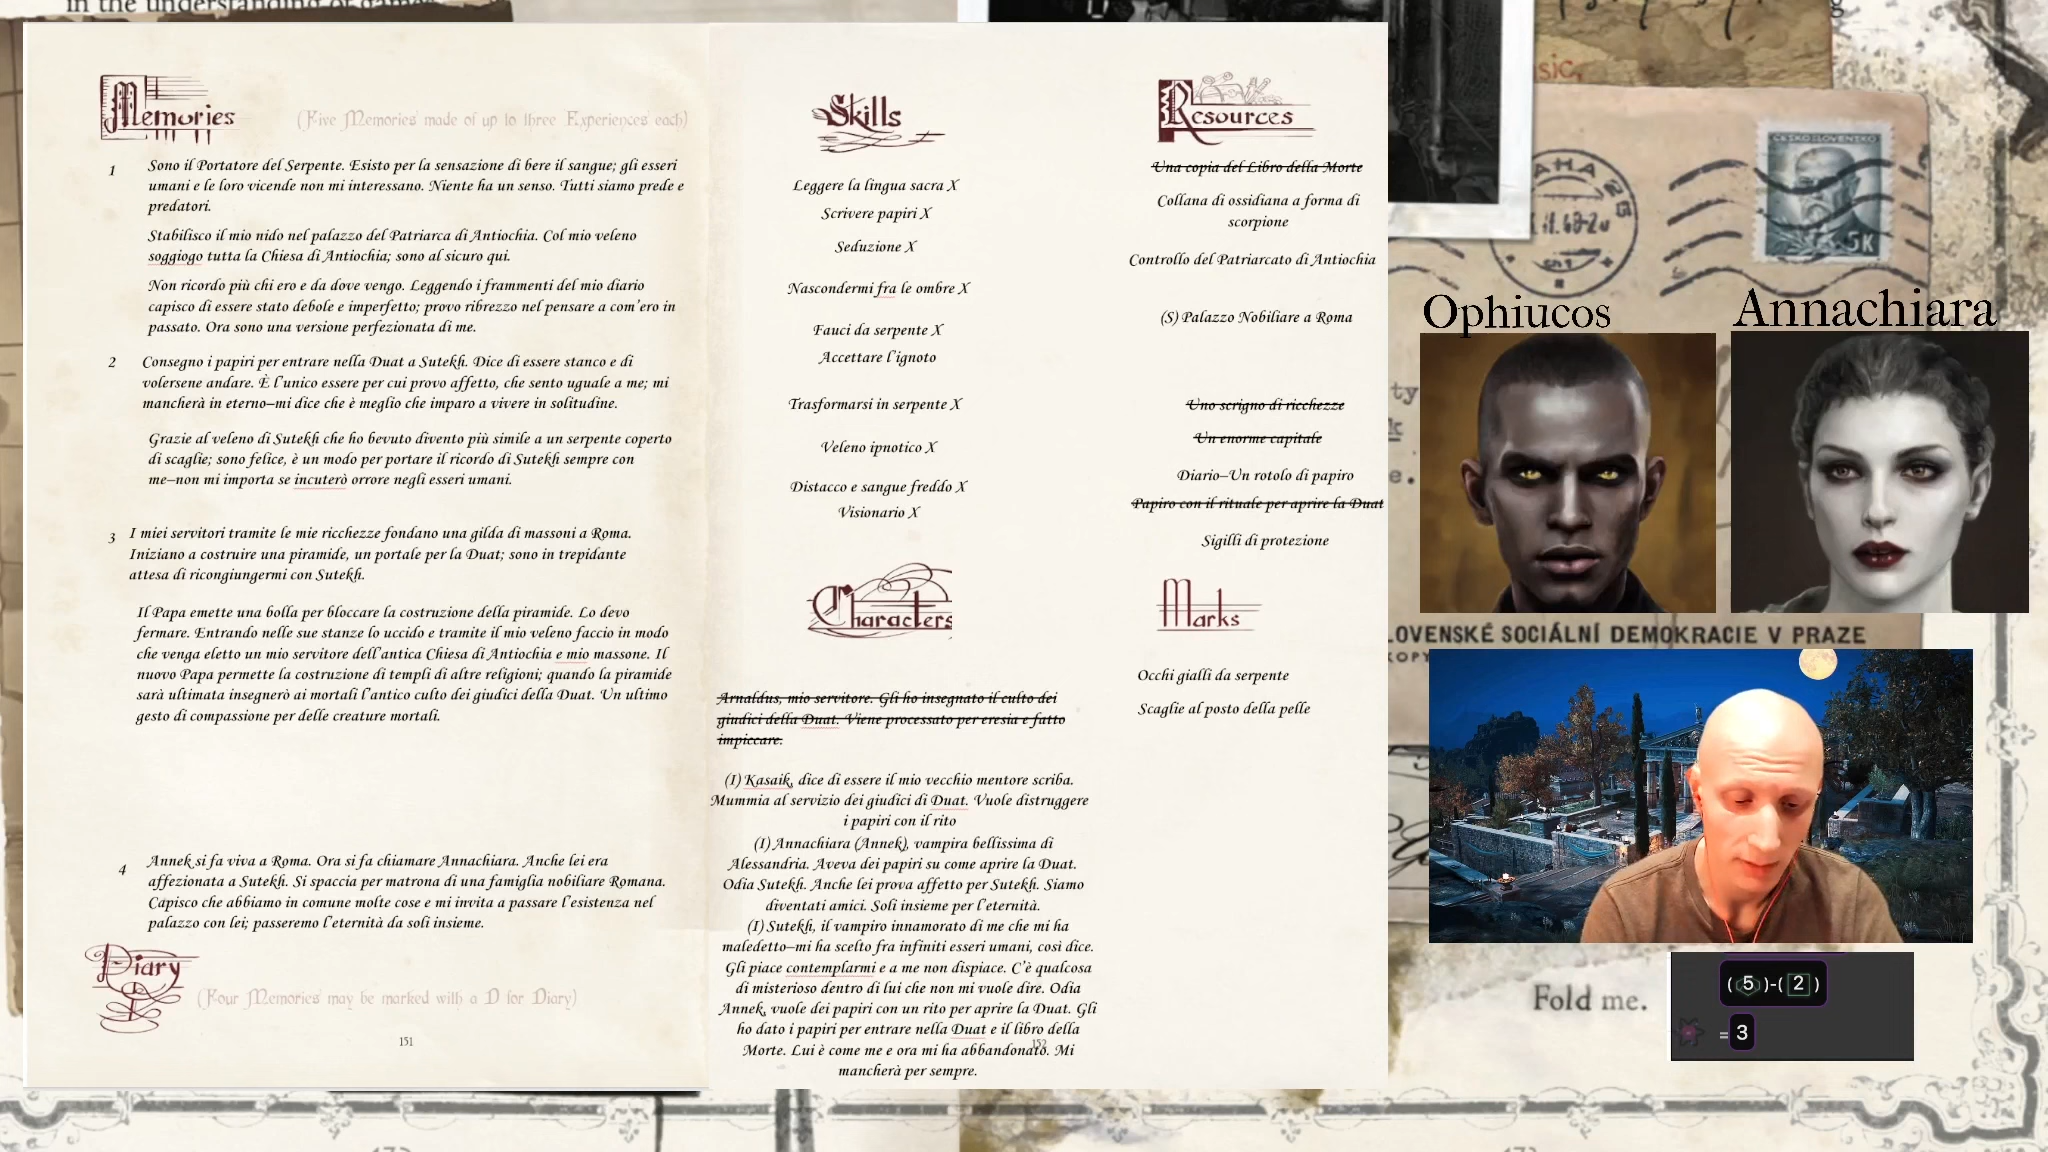 in the understanding of games
Memories
(Five Memories made of up to three Experiences each)
1
Sono il Portatore del Serpente. Esisto per la sensazione di bere il sangue; gli esseri
umani e le loro vicende non mi interessano. Niente ha un senso. Tutti siamo prede e
predatori.
Stabilisco il mio nido nel palazzo del Patriarca di Antiochia. Col mio veleno
soggiogo tutta la Chiesa di Antiochia; sono al sicuro qui.
Non ricordo più chi ero e da dove vengo. Leggendo i frammenti del mio diario
capisco di essere stato debole e imperfetto; provo ribrezzo nel pensare a com'ero in
passato. Ora sono una versione perfezionata di me.
2
Consegno i papiri per entrare nella Duat a Sutekh. Dice di essere stanco e di
volersene andare. È l'unico essere per cui provo affetto, che sento uguale a me; mi
mancherà in eterno–mi dice che è meglio che imparo a vivere in solitudine.
Grazie al veleno di Sutekh che ho bevuto divento più simile a un serpente coperto
di scaglie; sono felice, è un modo per portare il ricordo di Sutekh sempre con
me–non mi importa se incuterò orrore negli esseri umani.
3
I miei servitori tramite le mie ricchezze fondano una gilda di massoni a Roma.
Iniziano a costruire una piramide, un portale per la Duat; sono in trepidante
attesa di ricongiungermi con Sutekh.
Il Papa emette una bolla per bloccare la costruzione della piramide. Lo devo
fermare. Entrando nelle sue stanze lo uccido e tramite il mio veleno faccio in modo
che venga eletto un mio servitore dell'antica Chiesa di Antiochia e mio massone. Il
nuovo Papa permette la costruzione di templi di altre religioni; quando la piramide
sarà ultimata insegnerò ai mortali l'antico culto dei giudici della Duat. Un ultimo
gesto di compassione per delle creature mortali.
4
Annek si fa viva a Roma. Ora si fa chiamare Annachiara. Anche lei era
affezionata a Sutekh. Si spaccia per matrona di una famiglia nobiliare Romana.
Capisco che abbiamo in comune molte cose e mi invita a passare l'esistenza nel
palazzo con lei; passeremo l'eternità da soli insieme.
Diary
(Four Memories may be marked with a D for Diary)
151
Skills
Leggere la lingua sacra X
Scrivere papiri X
Seduzione X
Nascondermi fra le ombre X
Fauci da serpente X
Accettare l'ignoto
Trasformarsi in serpente X
Veleno ipnotico X
Distacco e sangue freddo X
Visionario X
Characters
Arnaldus, mio servitore. Gli ho insegnato il culto dei
giudici della Duat. Viene processato per eresia e fatto
impiccare.
(I) Kasaik, dice di essere il mio vecchio mentore scriba.
Mummia al servizio dei giudici di Duat. Vuole distruggere
i papiri con il rito
(I) Annachiara (Annek), vampira bellissima di
Alessandria. Aveva dei papiri su come aprire la Duat.
Odia Sutekh. Anche lei prova affetto per Sutekh. Siamo
diventati amici. Soli insieme per l'eternità.
(I) Sutekh, il vampiro innamorato di me che mi ha
maledetto–mi ha scelto fra infiniti esseri umani, così dice.
Gli piace contemplarmi e a me non dispiace. C'è qualcosa
di misterioso dentro di lui che non mi vuole dire. Odia
Annek, vuole dei papiri con un rito per aprire la Duat. Gli
ho dato i papiri per entrare nella Duat e il libro della
Morte. Lui è come me e ora mi ha abbandonato. Mi
mancherà per sempre.
152
Resources
Una copia del Libro della Morte
Collana di ossidiana a forma di
scorpione
Controllo del Patriarcato di Antiochia
(S) Palazzo Nobiliare a Roma
Uno scrigno di ricchezze
Un enorme capitale
Diario–Un rotolo di papiro
Papiro con il rituale per aprire la Duat
Sigilli di protezione
Marks
Occhi gialli da serpente
Scaglie al posto della pelle
ČESKOSLOVENSKO
5K
Ophiucos
Annachiara
LOVENSKÉ SOCIÁLNÍ DEMOKRACIE V PRAZE
Fold me.
(5)-(2)
=3